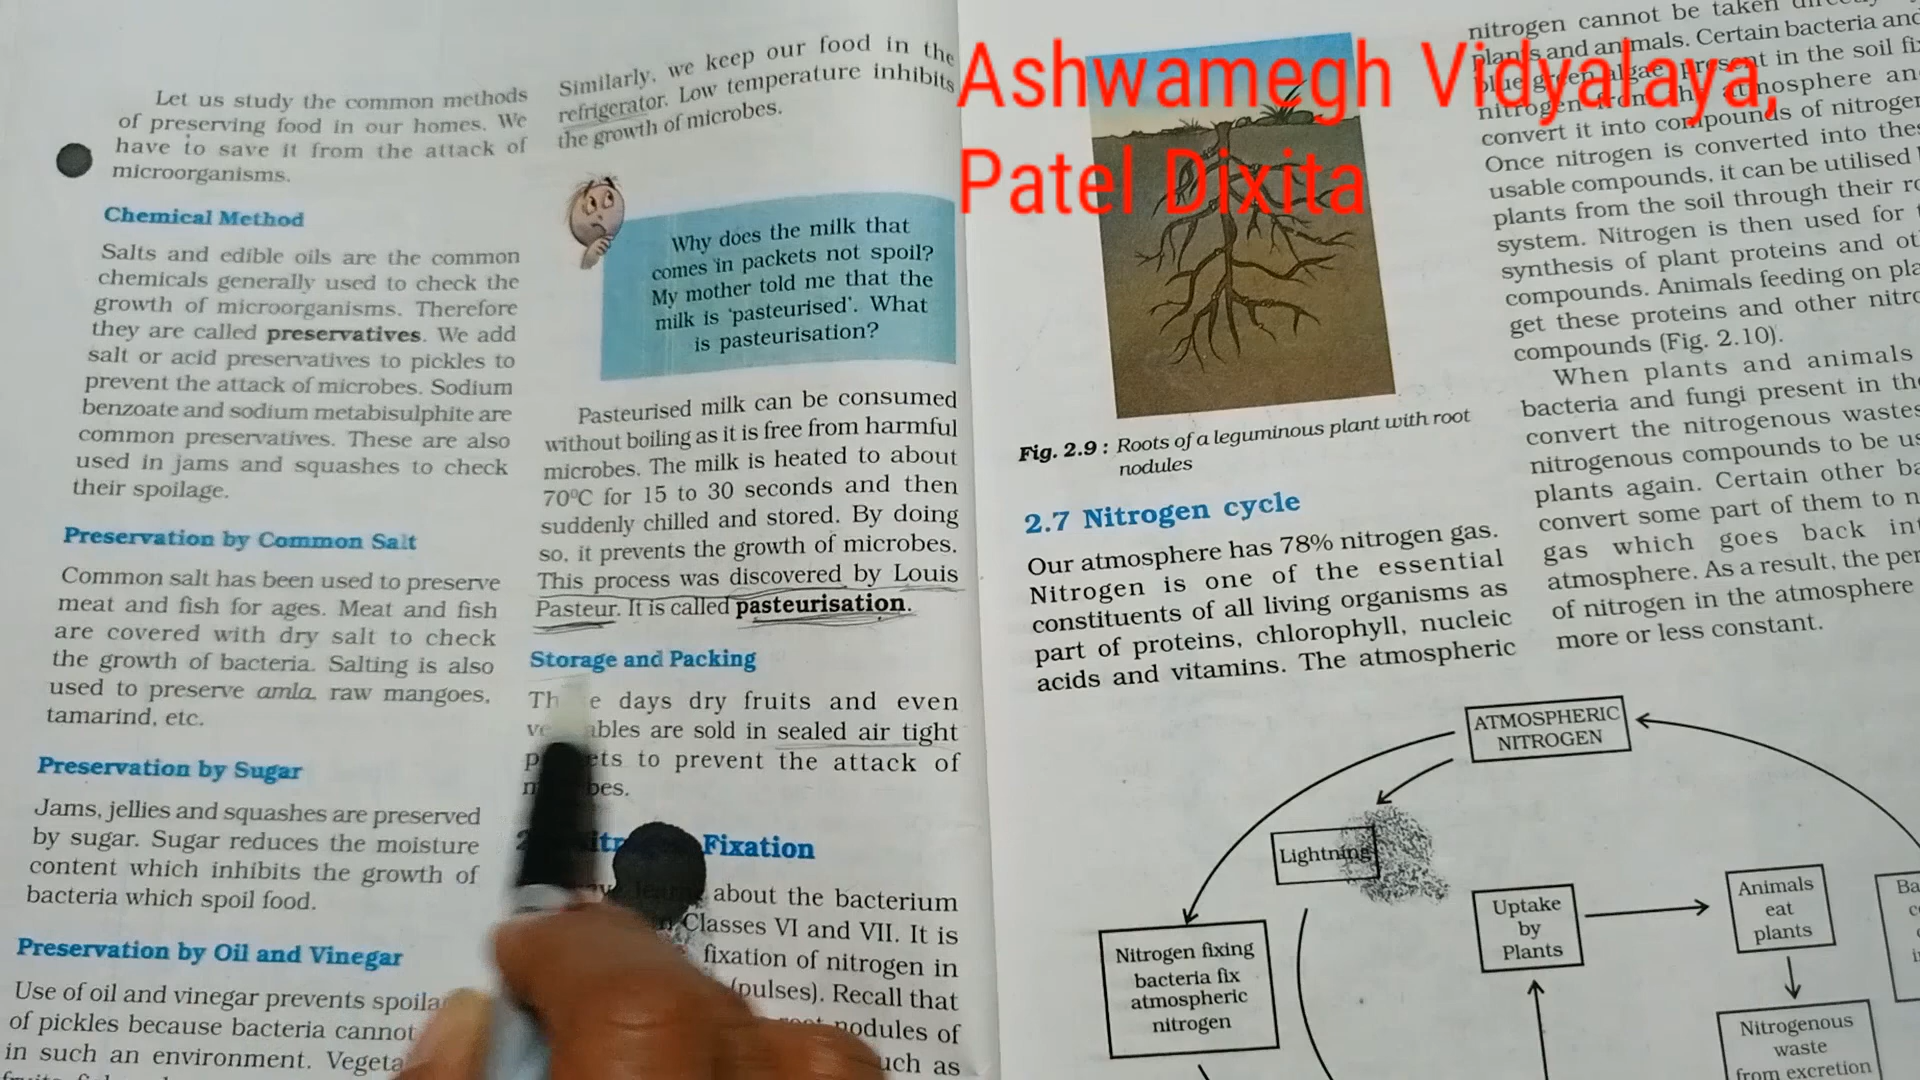 Let us study the common methods
of preserving food in our homes. We
have to save it from the attack of
microorganisms.
Chemical Method
Salts and edible oils are the common
chemicals generally used to check the
growth of microorganisms. Therefore
they are called preservatives. We add
salt or acid preservatives to pickles to
prevent the attack of microbes. Sodium
benzoate and sodium metabisulphite are
common preservatives. These are also
used in jams and squashes to check
their spoilage.
Preservation by Common Salt
Common salt has been used to preserve
meat and fish for ages. Meat and fish
are covered with dry salt to check
the growth of bacteria. Salting is also
used to preserve amla, raw mangoes,
tamarind, etc.
Preservation by Sugar
Jams, jellies and squashes are preserved
by sugar. Sugar reduces the moisture
content which inhibits the growth of
bacteria which spoil food.
Preservation by Oil and Vinegar
Use of oil and vinegar prevents
of pickles because bacteria cannot
in such an environment.
Similarly, we keep our food in the
refrigerator. Low temperature inhibits
the growth of microbes.
Why does the milk that
comes in packets not spoil?
My mother told me that the
milk is 'pasteurised'. What
is pasteurisation?
Pasteurised milk can be consumed
without boiling as it is free from harmful
microbes. The milk is heated to about
70°C for 15 to 30 seconds and then
suddenly chilled and stored. By doing
so, it prevents the growth of microbes.
This process was discovered by Louis
Pasteur. It is called pasteurisation.
Storage and Packing
days dry fruits and even
are sold in sealed air tight
to prevent the attack of
Fixation
about the bacterium
Classes VI and VII. It is
fixation of nitrogen in
(pulses). Recall that
nodules of
as
Ashwamegh Vidyalaya,
Patel Dixita
Fig. 2.9 : Roots of a leguminous plant with root
nodules
2.7 Nitrogen cycle
Our atmosphere has 78% nitrogen gas.
Nitrogen is one of the essential
constituents of all living organisms as
part of proteins, chlorophyll, nucleic
acids and vitamins. The atmospheric
nitrogen cannot be taken
plants and animals. Certain bacteria and
blue green algae present in the soil
nitrogen from the atmosphere
convert it into compounds of nitrogen
Once nitrogen is converted into
usable compounds, it can be utilised
plants from the soil through their
system. Nitrogen is then used for
synthesis of plant proteins and
compounds. Animals feeding on
get these proteins and other
compounds (Fig. 2.10).
When plants and animals
bacteria and fungi present in
convert the nitrogenous wastes
nitrogenous compounds to be
plants again. Certain other
convert some part of them to
gas which goes back
atmosphere. As a result, the
of nitrogen in the atmosphere
more or less constant.
ATMOSPHERIC
NITROGEN
Lightning
Nitrogen fixing
bacteria fix
atmospheric
nitrogen
Uptake
by
Plants
Animals
eat
plants
Nitrogenous
waste
from excretion